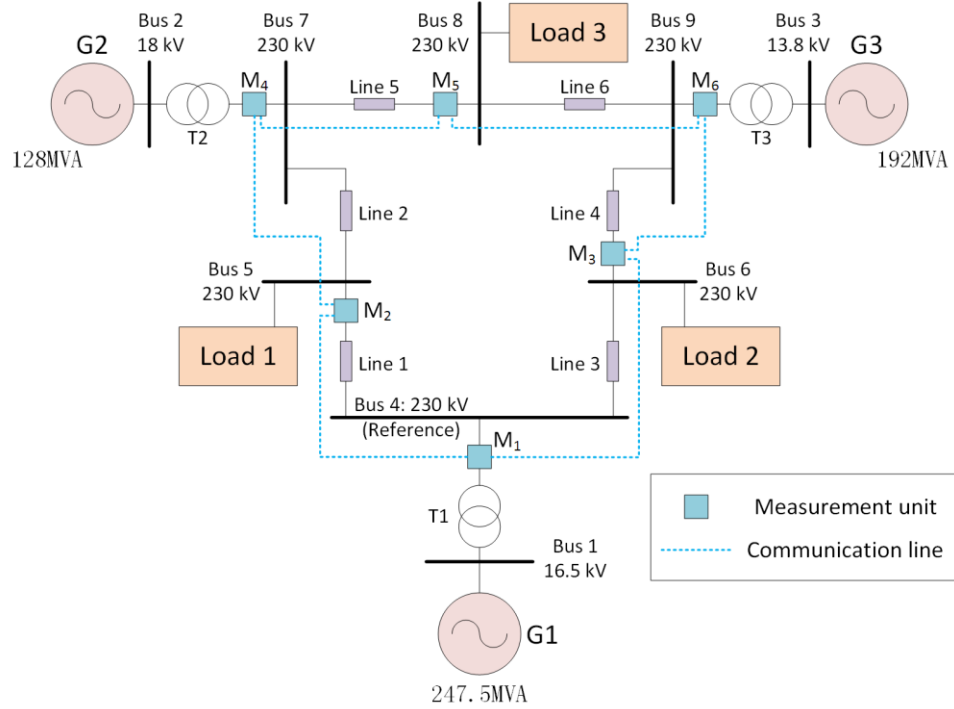 Bus 2
18 kV
G2
128MVA
T2
M4
Bus 7
230 kV
Line 5
M5
Bus 8
230 kV
Load 3
Line 6
Bus 9
230 kV
M6
T3
Bus 3
13.8 kV
G3
192MVA
Line 2
Line 4
M3
Bus 5
230 kV
M2
Load 1
Line 1
Bus 6
230 kV
Load 2
Line 3
Bus 4: 230 kV
(Reference)
M1
T1
Bus 1
16.5 kV
G1
247.5MVA
Measurement unit
Communication line